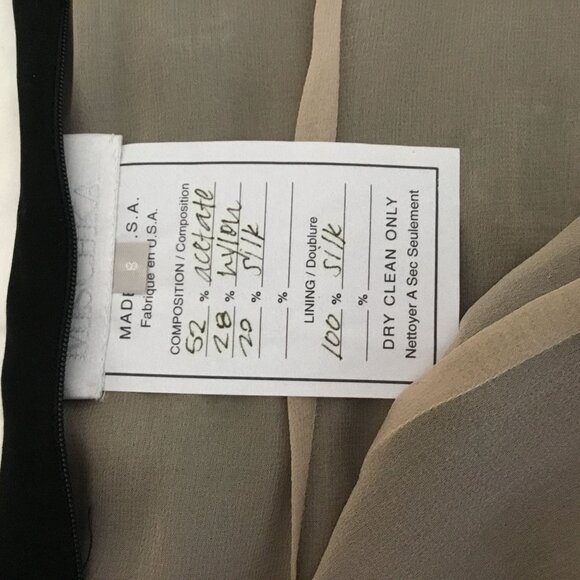 8
MADE .S.A.
Fabrique en U.S.A.
COMPOSITION / Composition
52 % acetate
28 % nylon
20 % silk
%
LINING / Doublure
100 % silk
%
DRY CLEAN ONLY
Nettoyer A Sec Seulement